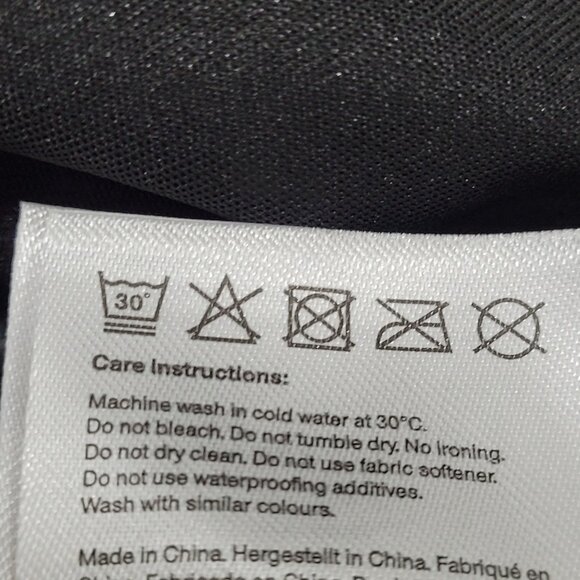 30°
Care Instructions:
Machine wash in cold water at 30°C.
Do not bleach. Do not tumble dry. No ironing.
Do not dry clean. Do not use fabric softener.
Do not use waterproofing additives.
Wash with similar colours.
Made in China. Hergestellt in China. Fabriqué en